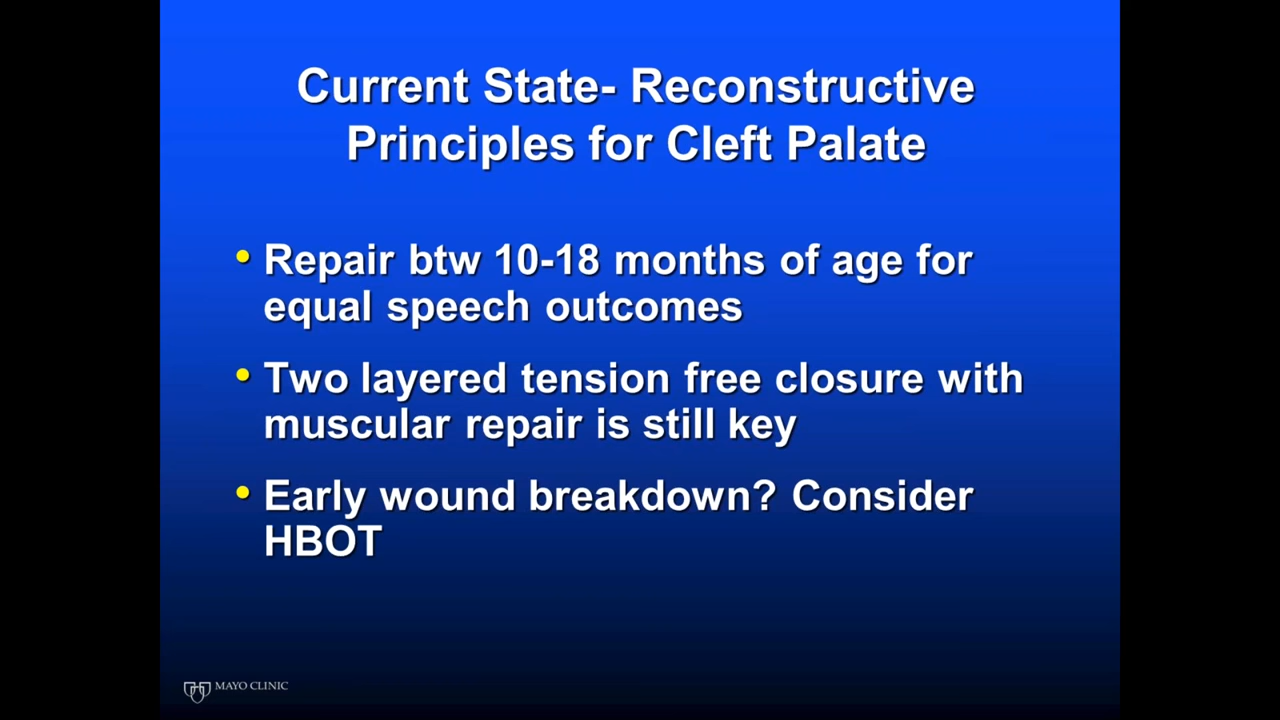 Current State- Reconstructive
Principles for Cleft Palate
• Repair btw 10-18 months of age for
equal speech outcomes
• Two layered tension free closure with
muscular repair is still key
• Early wound breakdown? Consider
HBOT
MAYO CLINIC